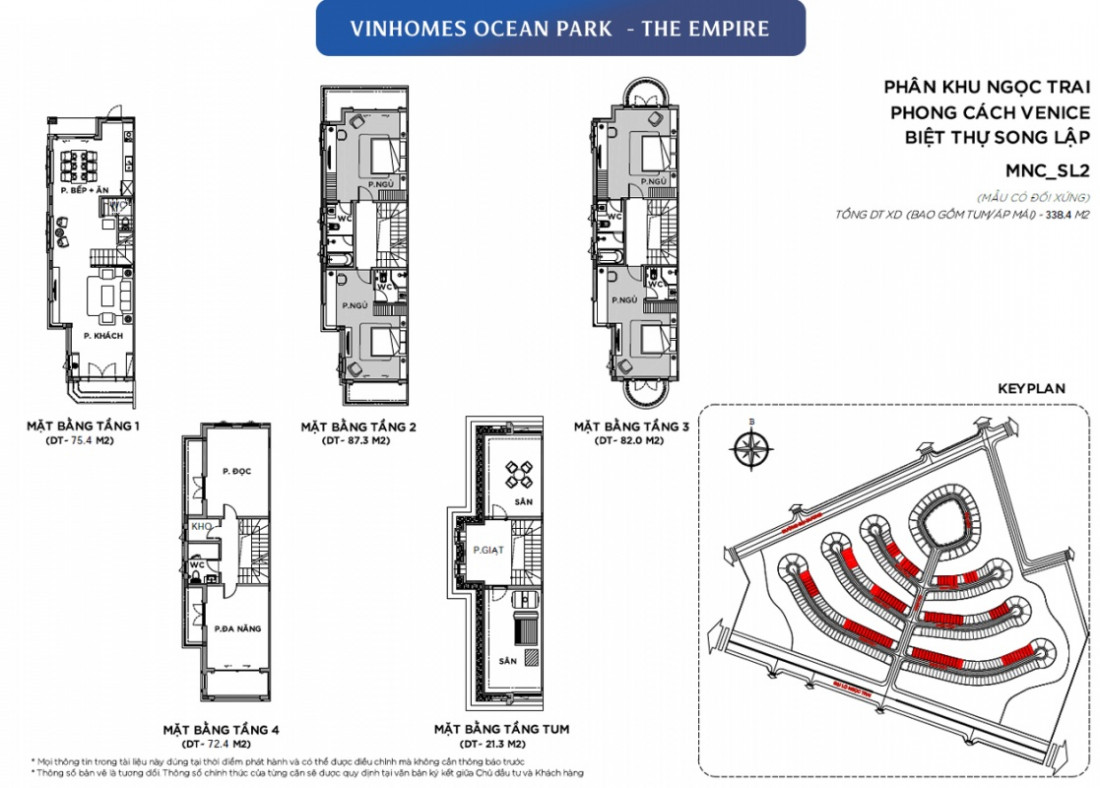 VINHOMES OCEAN PARK - THE EMPIRE
PHÂN KHU NGỌC TRAI
PHONG CÁCH VENICE
BIỆT THỰ SONG LẬP
MNC_SL2
(MẪU CÓ ĐỐI XỨNG)
TỔNG DT XD (BAO GỒM TUM/ÁP MÁI) - 338.4 M2
P. BẾP + ĂN
WC
P. KHÁCH
MẶT BẰNG TẦNG 1
(DT- 75.4 M2)
P.NGỦ
WC
WC
P.NGỦ
MẶT BẰNG TẦNG 2
(DT- 87.3 M2)
P.NGỦ
WC
WC
P.NGỦ
MẶT BẰNG TẦNG 3
(DT- 82.0 M2)
P. ĐỌC
KHO
WC
P.ĐA NĂNG
MẶT BẰNG TẦNG 4
(DT- 72.4 M2)
SÂN
P.GIẶT
SÂN
MẶT BẰNG TẦNG TUM
(DT- 21.3 M2)
KEYPLAN
B
ĐẠI LỘ NGỌC TRAI
* Mọi thông tin trong tài liệu này đúng tại thời điểm phát hành và có thể được điều chỉnh mà không cần thông báo trước
* Thông số bản vẽ là tương đối. Thông số chính thức của từng căn sẽ được quy định tại văn bản ký kết giữa Chủ đầu tư và Khách hàng